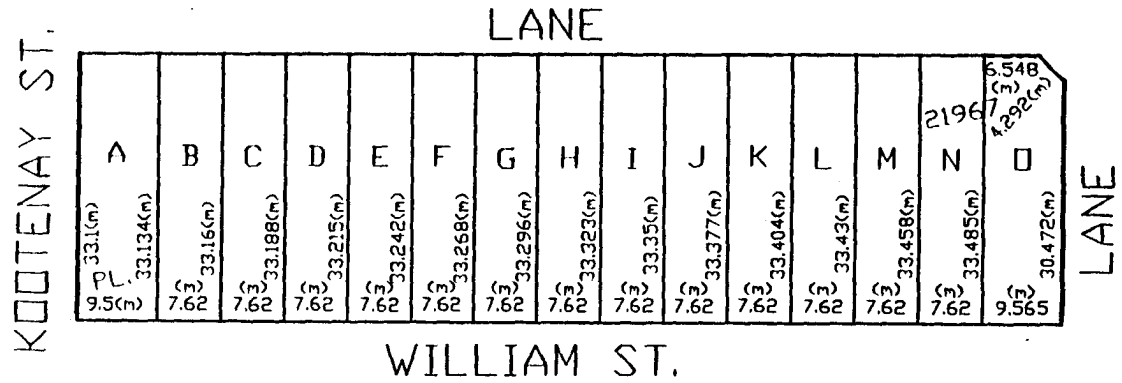 LANE
KOOTENAY ST.
6.548
(m)
4.292(m)
21967
A B C D E F G H I J K L M N O
33.1(m) 33.134(m) 33.16(m) 33.188(m) 33.215(m) 33.242(m) 33.268(m) 33.296(m) 33.323(m) 33.35(m) 33.377(m) 33.404(m) 33.43(m) 33.458(m) 33.485(m) 30.472(m)
LANE
PL.
(m) (m) (m) (m) (m) (m) (m) (m) (m) (m) (m) (m) (m) (m)
9.5(m) 7.62 7.62 7.62 7.62 7.62 7.62 7.62 7.62 7.62 7.62 7.62 7.62 7.62 9.565
WILLIAM ST.